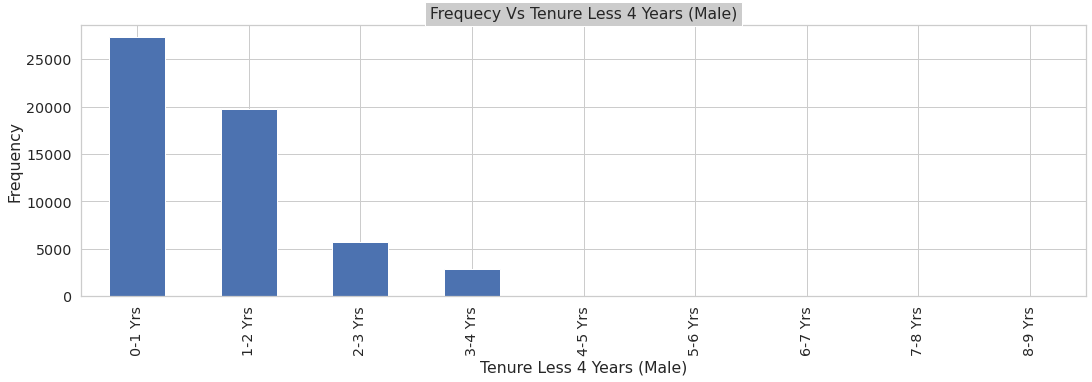 Frequecy Vs Tenure Less 4 Years (Male)
Frequency
25000
20000
15000
10000
5000
0
0-1 Yrs
1-2 Yrs
2-3 Yrs
3-4 Yrs
4-5 Yrs
5-6 Yrs
6-7 Yrs
7-8 Yrs
8-9 Yrs
Tenure Less 4 Years (Male)